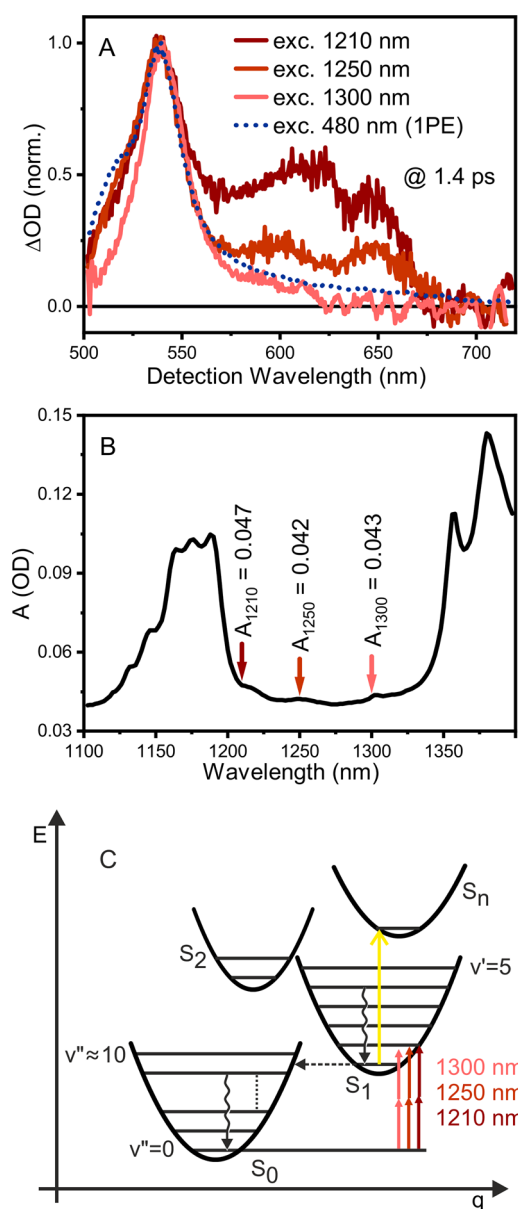 A
exc. 1210 nm
exc. 1250 nm
exc. 1300 nm
exc. 480 nm (1PE)
@ 1.4 ps
ΔOD (norm.)
1.0
0.5
0.0
500 550 600 650 700
Detection Wavelength (nm)
B
A (OD)
0.15
0.12
0.09
0.06
0.03
A1210 = 0.047
A1250 = 0.042
A1300 = 0.043
1100 1150 1200 1250 1300 1350
Wavelength (nm)
E
C
Sn
S2
v'=5
v"≈10
S1
1300 nm
1250 nm
1210 nm
v"=0
S0
q